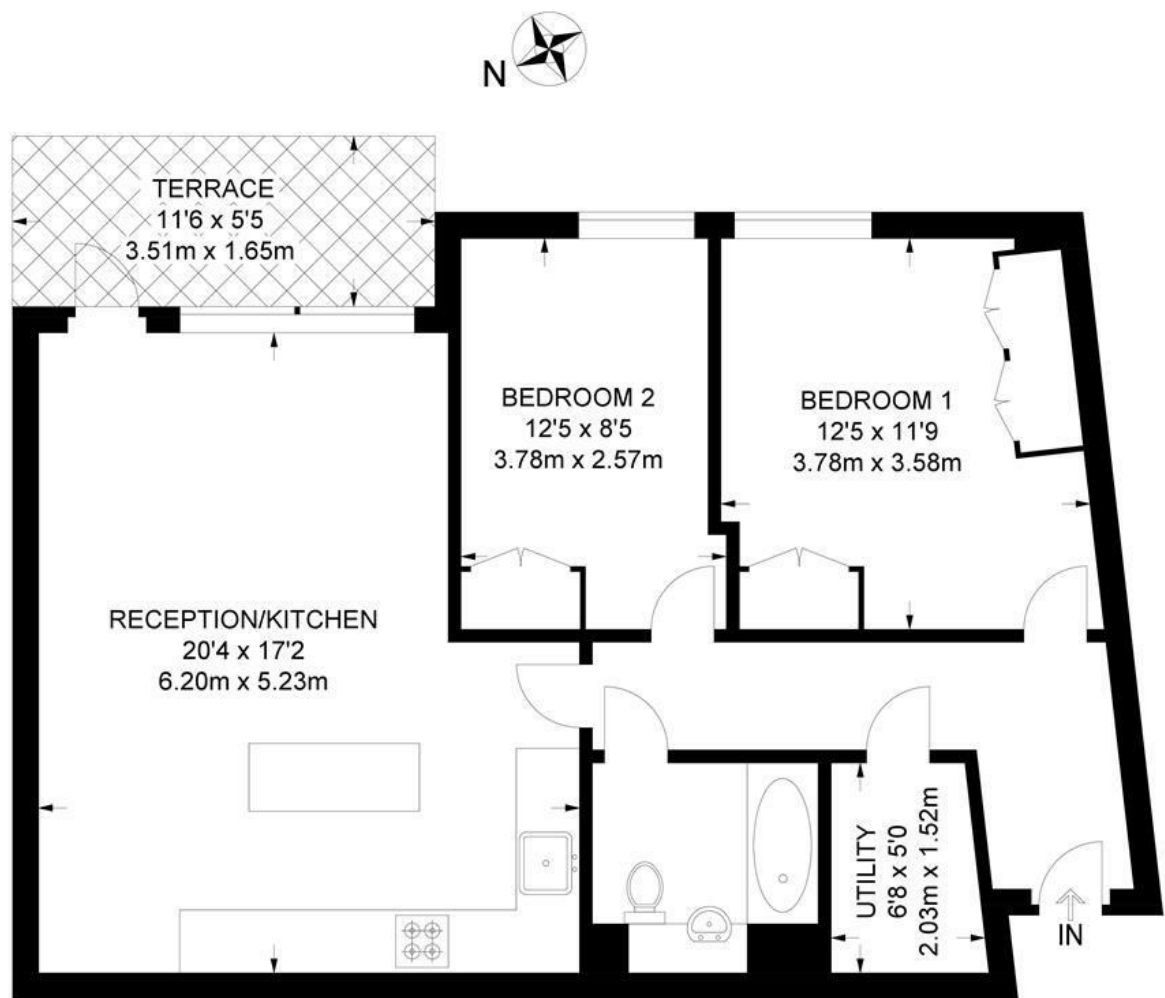 N
TERRACE
11'6 x 5'5
3.51m x 1.65m
BEDROOM 2
12'5 x 8'5
3.78m x 2.57m
BEDROOM 1
12'5 x 11'9
3.78m x 3.58m
RECEPTION/KITCHEN
20'4 x 17'2
6.20m x 5.23m
UTILITY
6'8 x 5'0
2.03m x 1.52m
IN